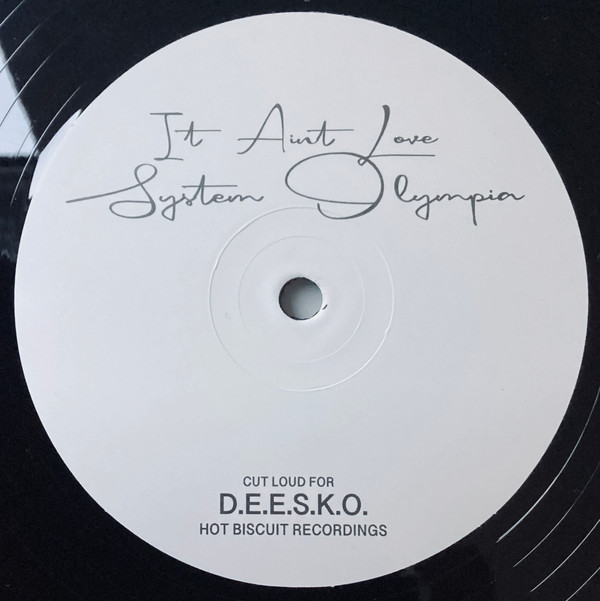 It Aint Love
System Olympia
CUT LOUD FOR
D.E.E.S.K.O.
HOT BISCUIT RECORDINGS